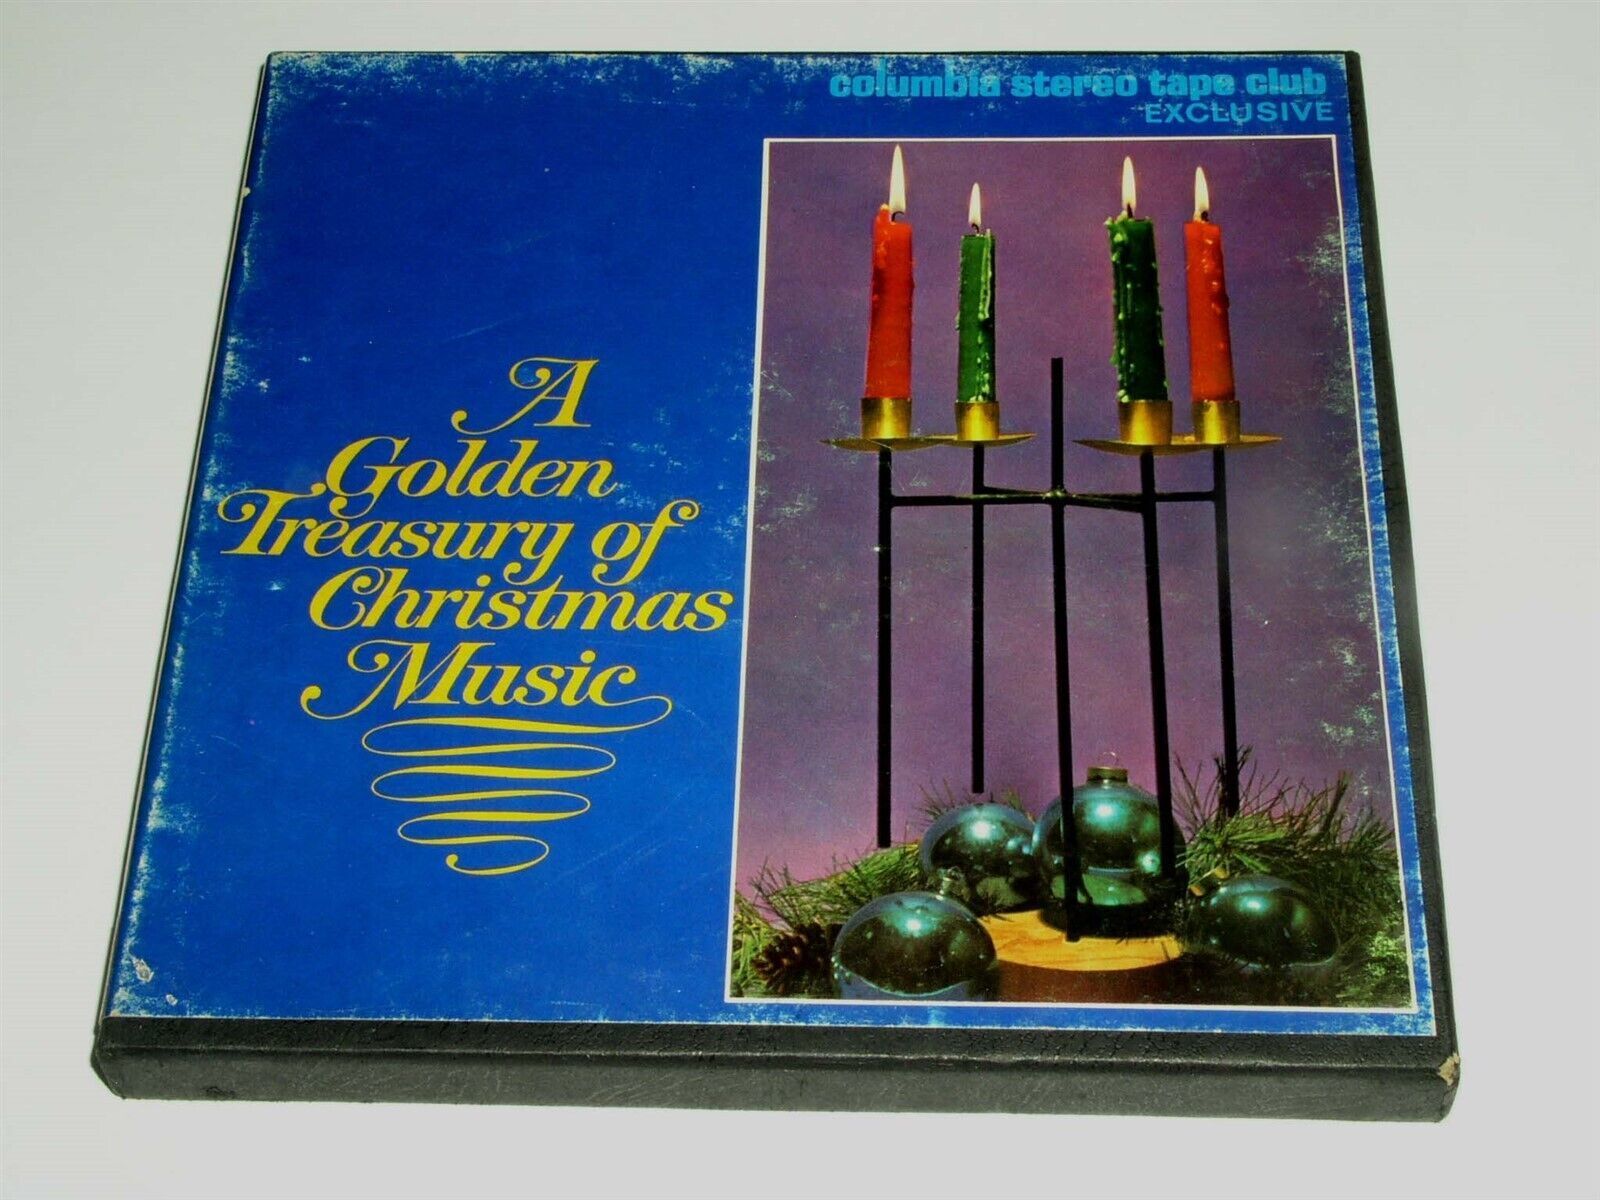 columbia stereo tape club
EXCLUSIVE
A
Golden
Treasury of
Christmas
Music